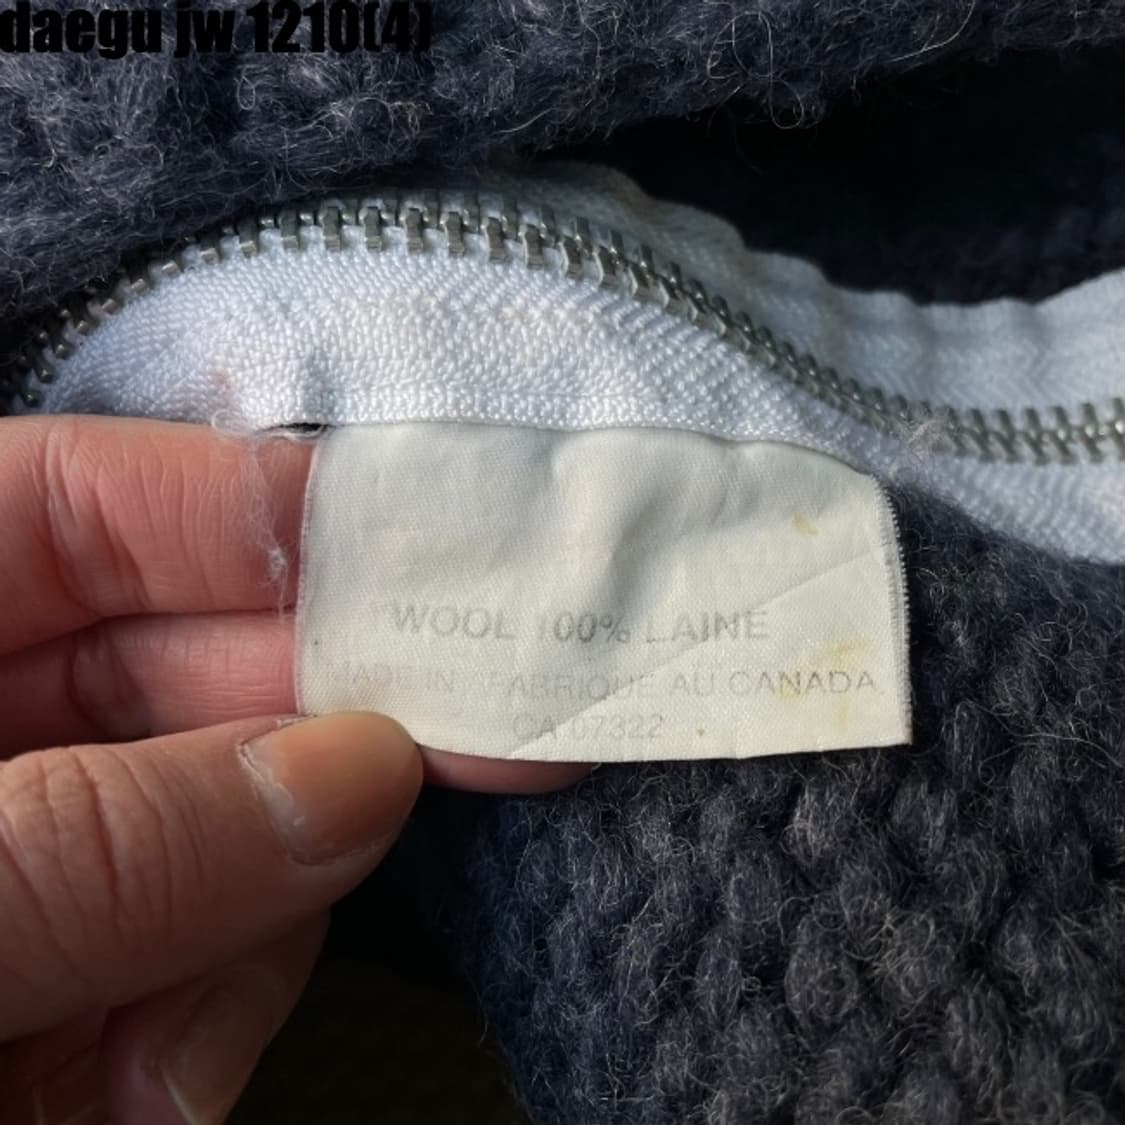 daegu jw 1210(4)
WOOL 100% LAINE
MADE IN / FABRIQUE AU CANADA
CA 07322